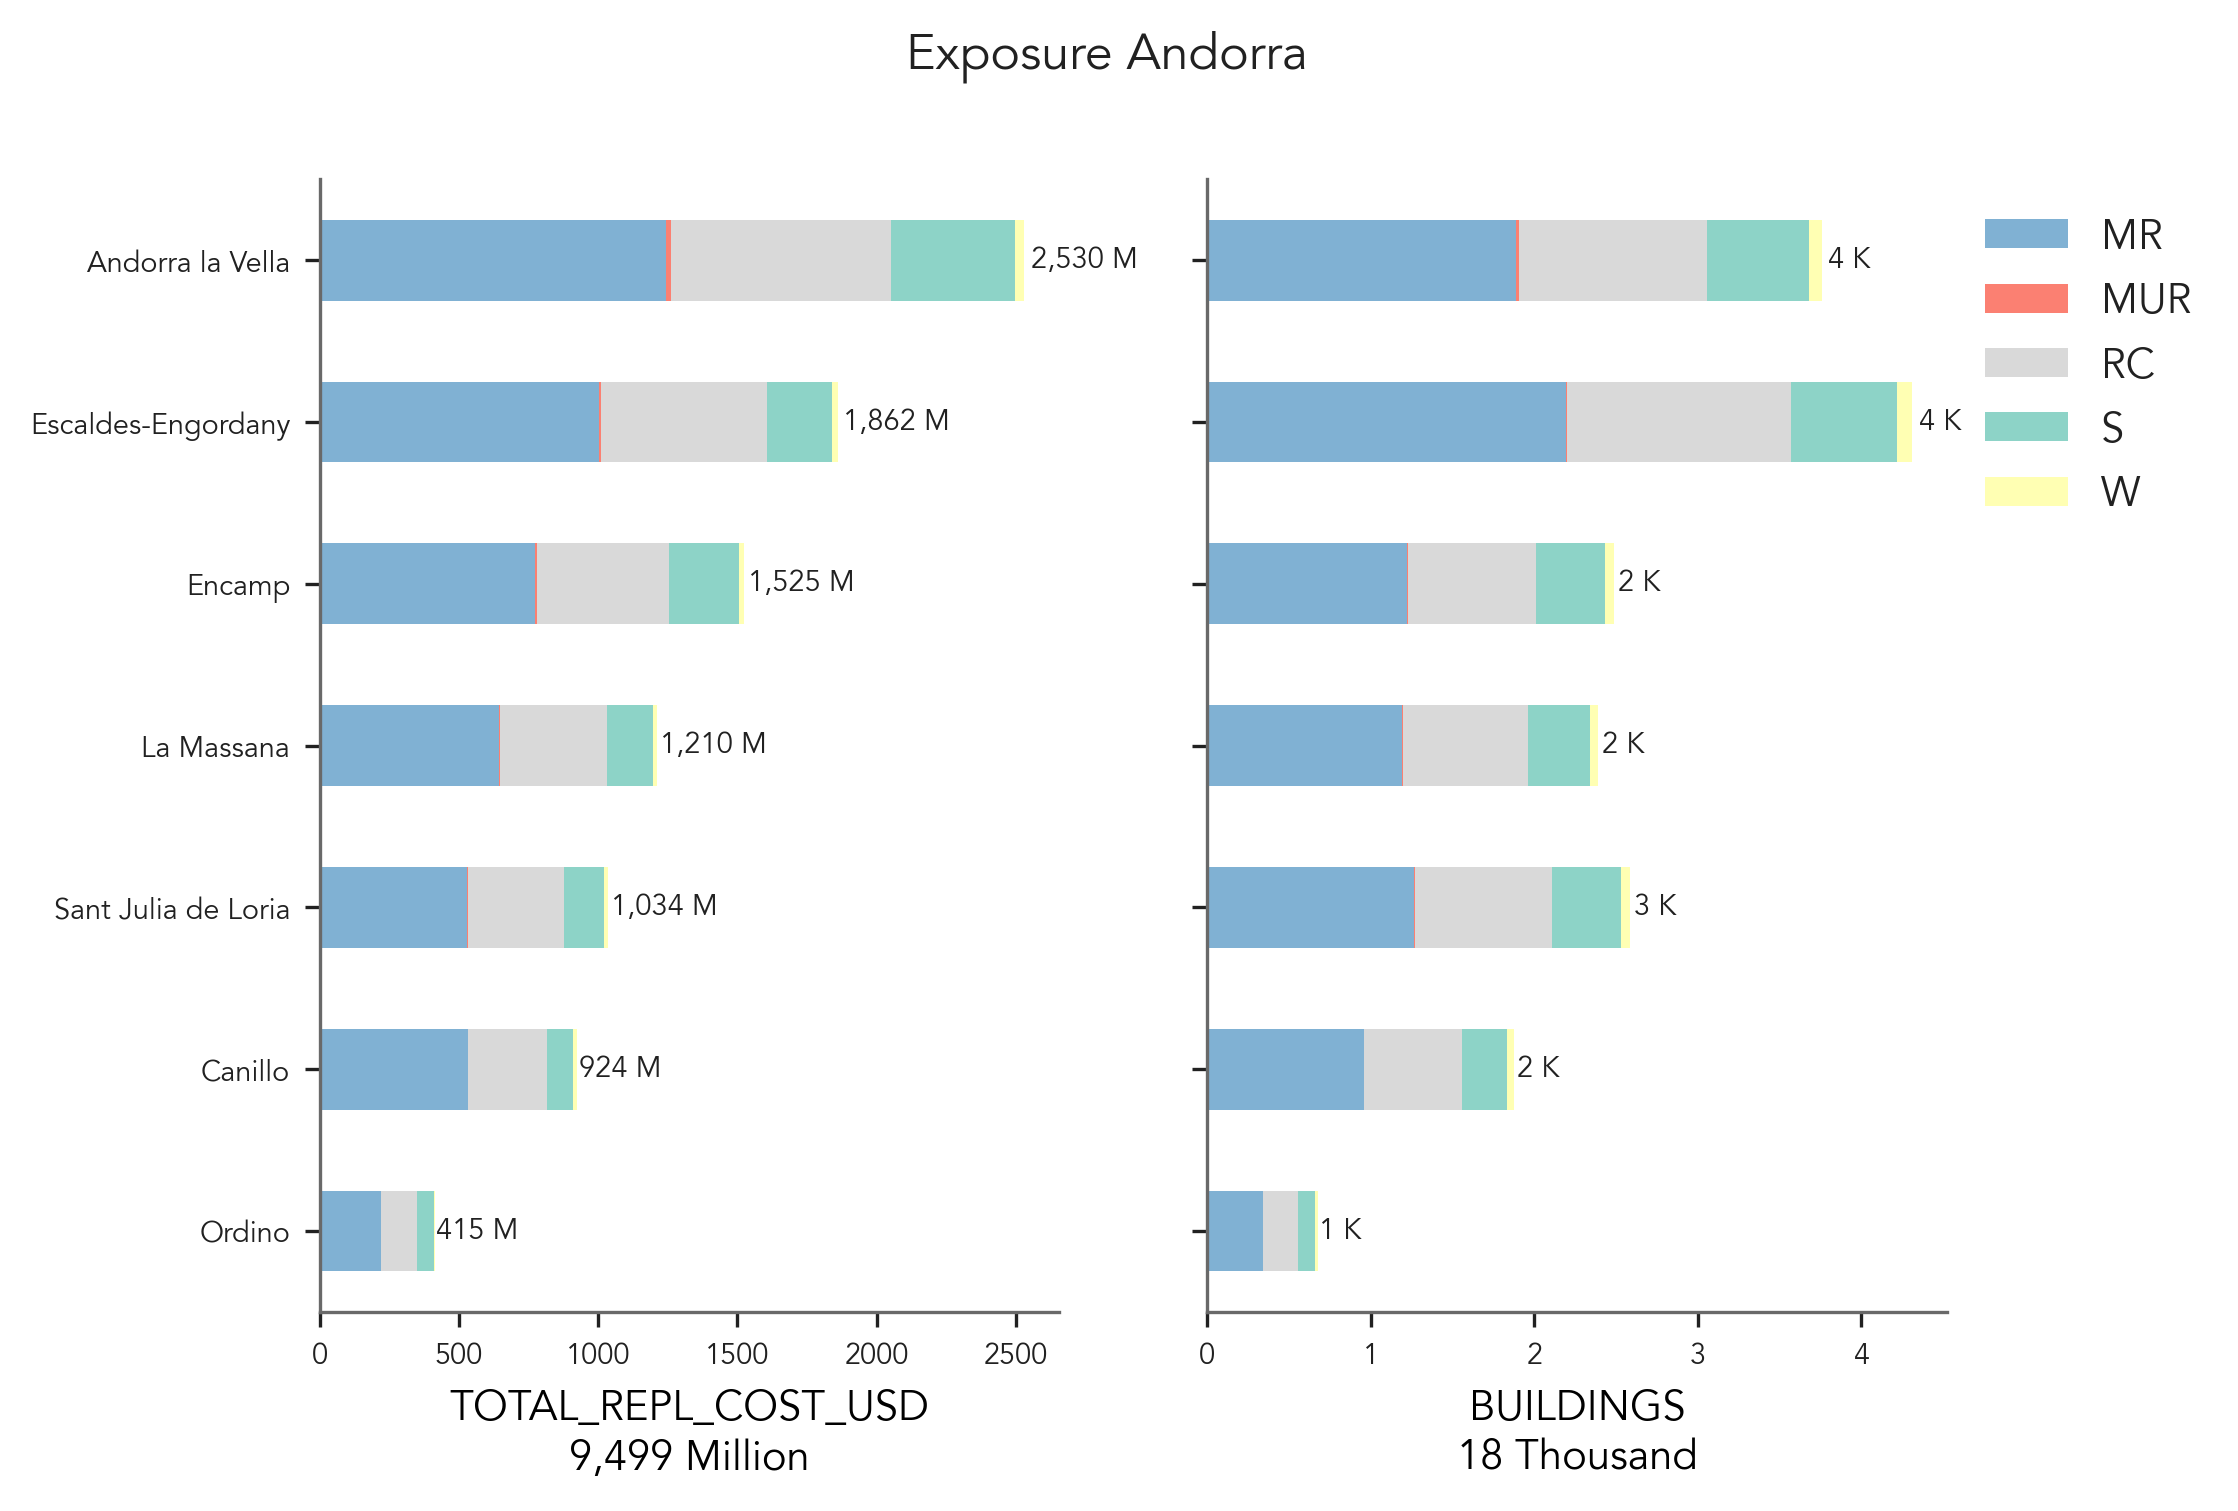 Exposure Andorra
Andorra la Vella
2,530 M
Escaldes-Engordany
1,862 M
Encamp
1,525 M
La Massana
1,210 M
Sant Julia de Loria
1,034 M
Canillo
924 M
Ordino
415 M
0 500 1000 1500 2000 2500
TOTAL_REPL_COST_USD
9,499 Million
4 K
4 K
2 K
2 K
3 K
2 K
1 K
0 1 2 3 4
BUILDINGS
18 Thousand
MR
MUR
RC
S
W